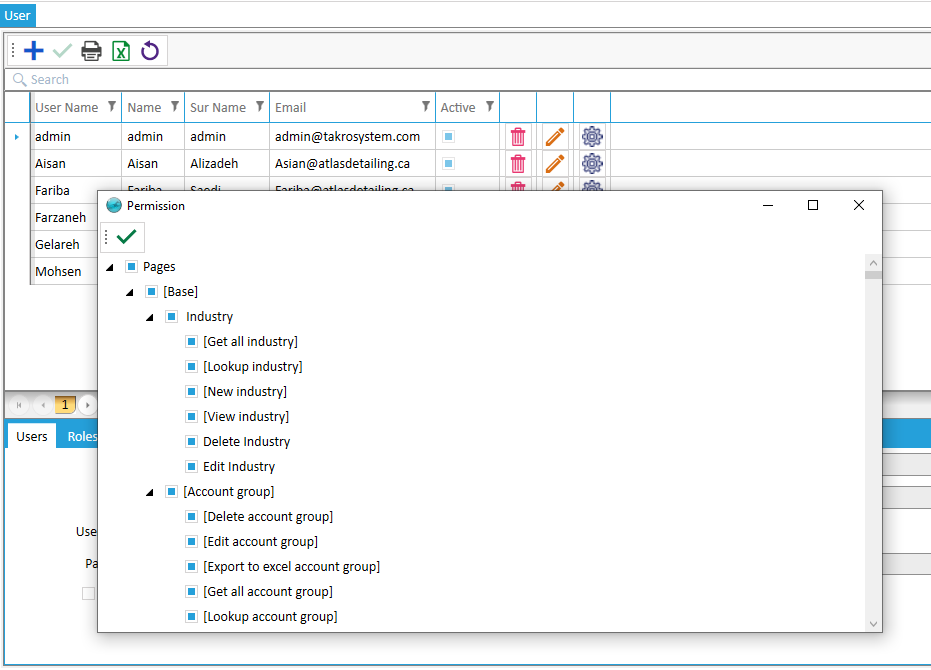 User
Search
User Name Name Sur Name Email Active
admin admin admin admin@takrosystem.com
Aisan Aisan Alizadeh Asian@atlasdetailing.ca
Fariba Fariba Saedi Fariba@atlasdetailing.ca
Farzaneh
Gelareh
Mohsen
Permission
Pages
[Base]
Industry
[Get all industry]
[Lookup industry]
[New industry]
[View industry]
Delete Industry
Edit Industry
[Account group]
[Delete account group]
[Edit account group]
[Export to excel account group]
[Get all account group]
[Lookup account group]
1
Users Roles
Use
Pa